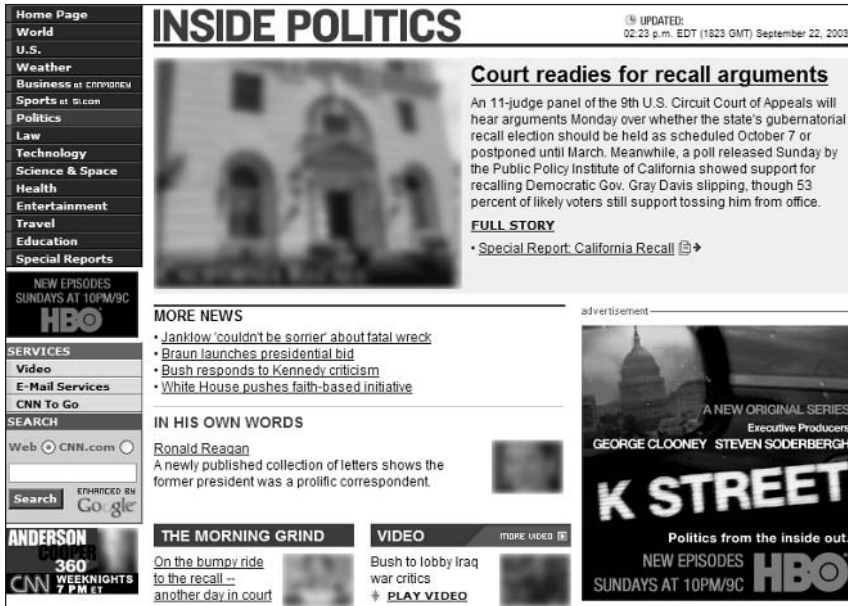 Home Page
World
U.S.
Weather
Business at CNNMONEY
Sports at SI.com
Politics
Law
Technology
Science & Space
Health
Entertainment
Travel
Education
Special Reports
NEW EPISODES
SUNDAYS AT 10PM/9C
HBO
SERVICES
Video
E-Mail Services
CNN To Go
SEARCH
Web CNN.com
Search
ENHANCED BY
Google
ANDERSON
COOPER
360°
CNN WEEKNIGHTS
7 PM ET
INSIDE POLITICS
UPDATED:
02:23 p.m. EDT (1823 GMT) September 22, 2003
Court readies for recall arguments
An 11-judge panel of the 9th U.S. Circuit Court of Appeals will
hear arguments Monday over whether the state's gubernatorial
recall election should be held as scheduled October 7 or
postponed until March. Meanwhile, a poll released Sunday by
the Public Policy Institute of California showed support for
recalling Democratic Gov. Gray Davis slipping, though 53
percent of likely voters still support tossing him from office.
FULL STORY
• Special Report: California Recall
MORE NEWS
• Janklow 'couldn't be sorrier' about fatal wreck
• Braun launches presidential bid
• Bush responds to Kennedy criticism
• White House pushes faith-based initiative
IN HIS OWN WORDS
Ronald Reagan
A newly published collection of letters shows the
former president was a prolific correspondent.
THE MORNING GRIND
On the bumpy ride
to the recall --
another day in court
VIDEO MORE VIDEO
Bush to lobby Iraq
war critics
PLAY VIDEO
advertisement
A NEW ORIGINAL SERIES
Executive Producers
GEORGE CLOONEY STEVEN SODERBERGH
K STREET
Politics from the inside out.
NEW EPISODES
SUNDAYS AT 10PM/9C
HBO